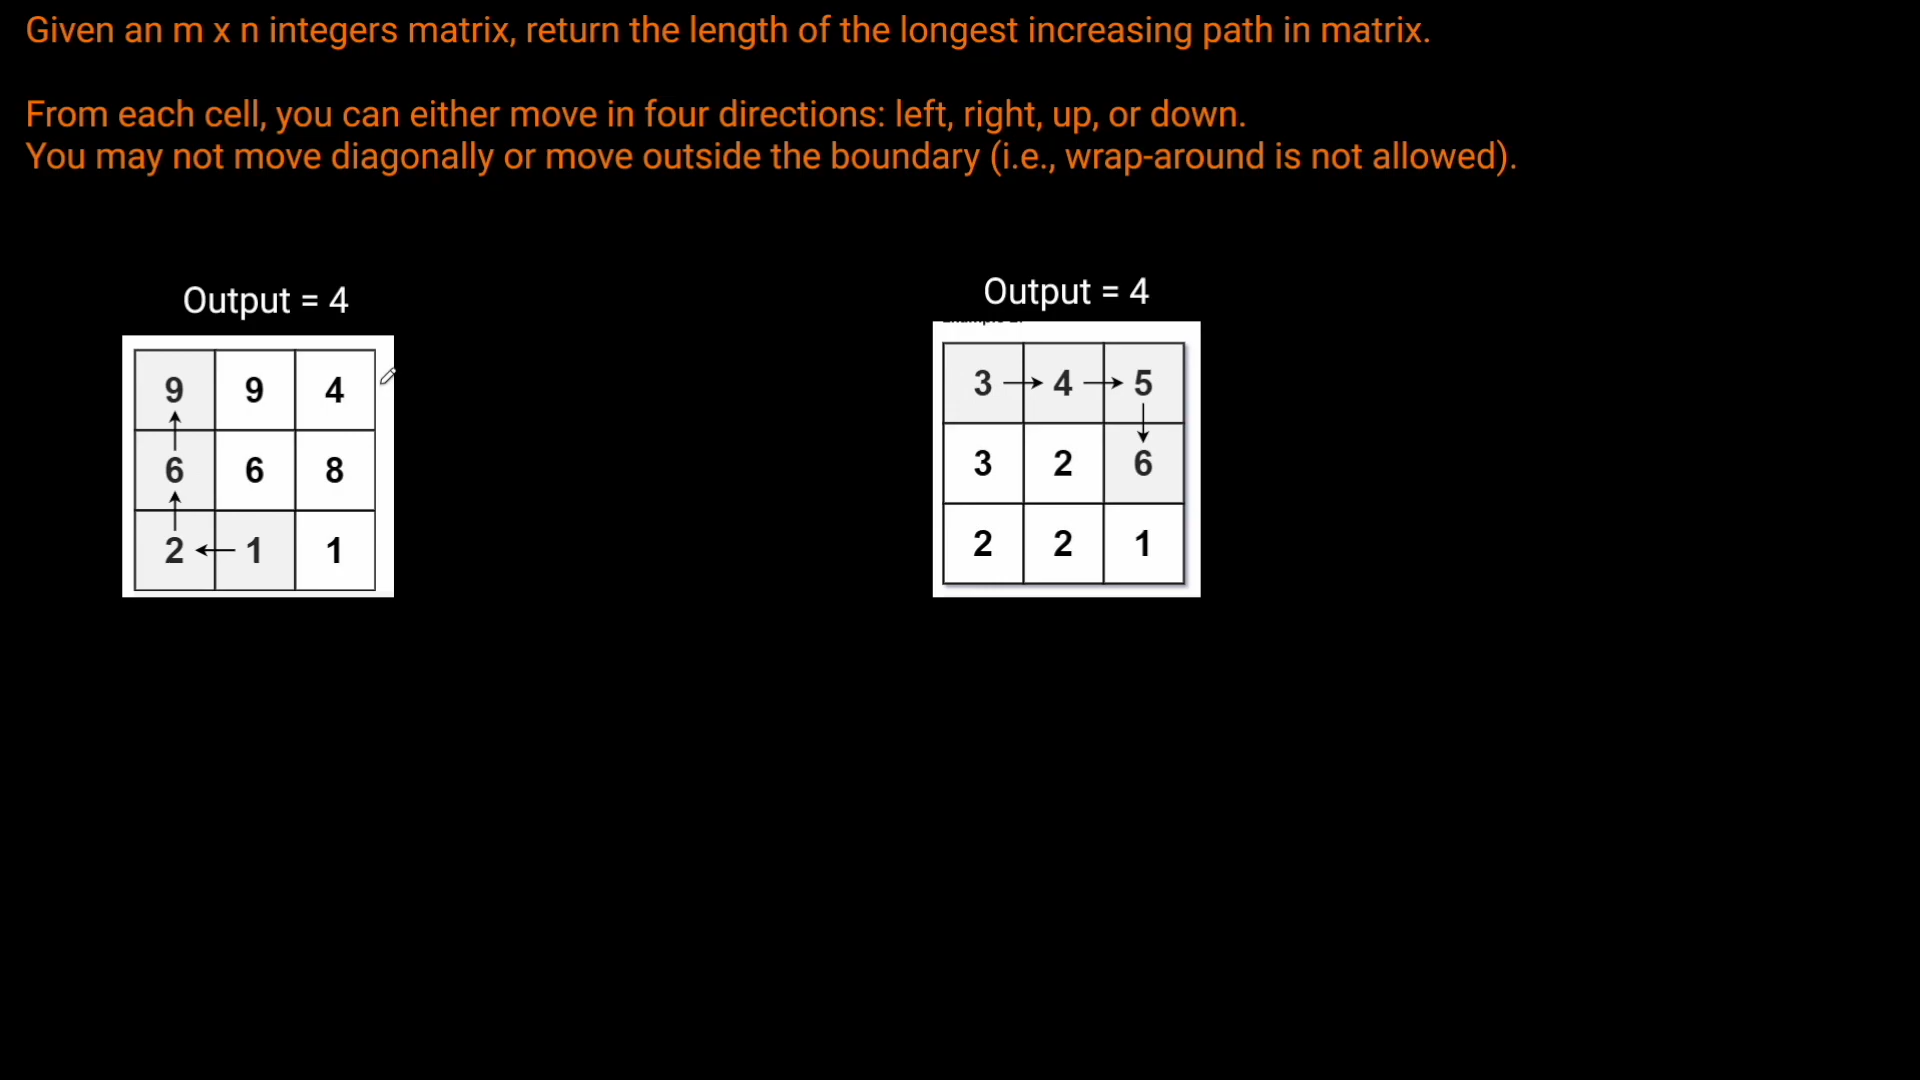 Given an m x n integers matrix, return the length of the longest increasing path in matrix.
From each cell, you can either move in four directions: left, right, up, or down.
You may not move diagonally or move outside the boundary (i.e., wrap-around is not allowed).
Output = 4
9 9 4
6 6 8
2 1 1
Output = 4
3 4 5
3 2 6
2 2 1